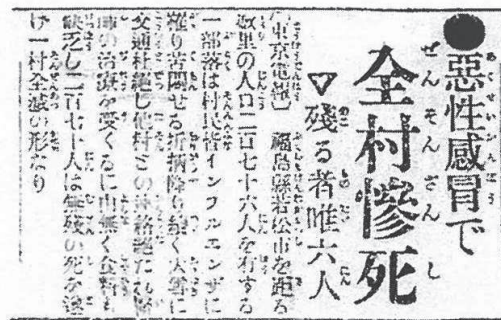 ●惡性感冒で
全村慘死
▽殘る者唯六人
【東京電報】福島縣若松市を距る
數里の人口二百七十六人を有する
一部落は村民皆インフルエンザに
罹り苦悶せる折柄降り續く大雪に
交通杜絶し他村との連絡絶たれ醫
師の治療を受くるに由無く食料も
缺乏し二百七十人は無殘の死を遂
げ一村全滅の形なり